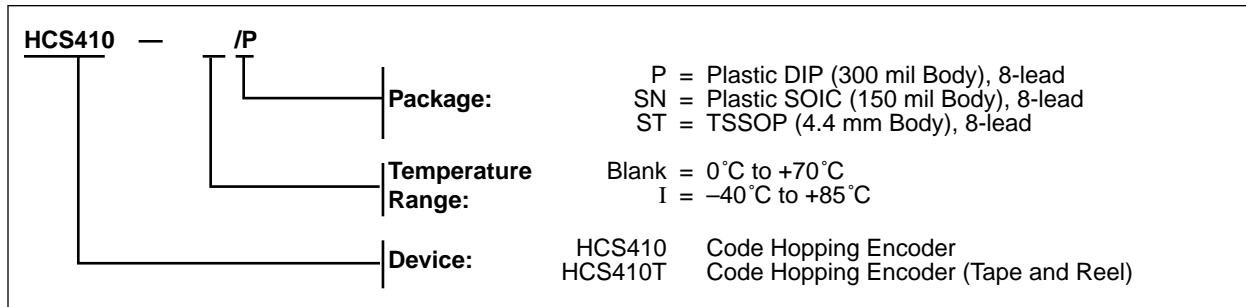 HCS410 — /P
Package:
P = Plastic DIP (300 mil Body), 8-lead
SN = Plastic SOIC (150 mil Body), 8-lead
ST = TSSOP (4.4 mm Body), 8-lead
Temperature Range:
Blank = 0˚C to +70˚C
I = –40˚C to +85˚C
Device:
HCS410 Code Hopping Encoder
HCS410T Code Hopping Encoder (Tape and Reel)